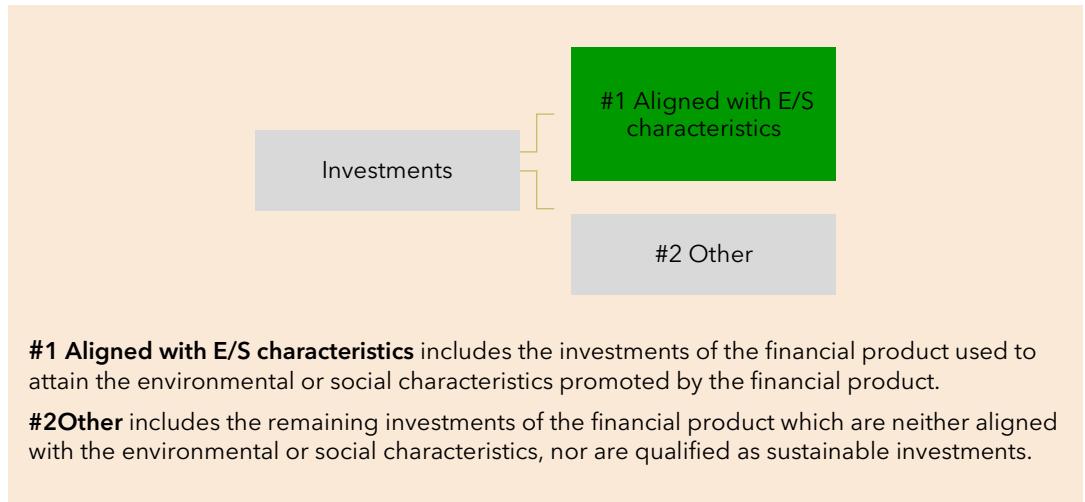 #1 Aligned with E/S
characteristics
Investments
#2 Other
#1 Aligned with E/S characteristics includes the investments of the financial product used to
attain the environmental or social characteristics promoted by the financial product.
#2Other includes the remaining investments of the financial product which are neither aligned
with the environmental or social characteristics, nor are qualified as sustainable investments.